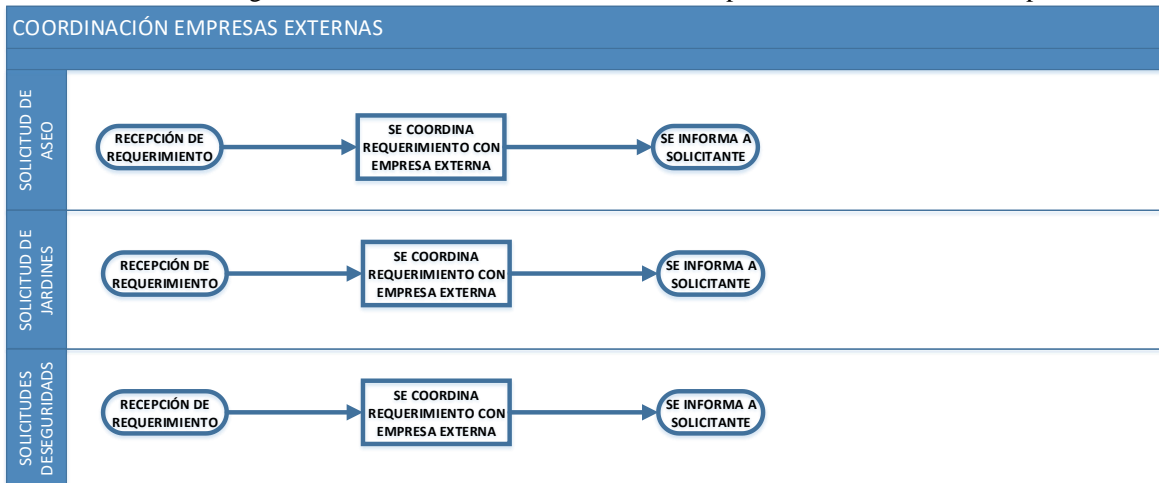 COORDINACIÓN EMPRESAS EXTERNAS
SOLICITUD DE
ASEO
RECEPCIÓN DE
REQUERIMIENTO
SE COORDINA
REQUERIMIENTO CON
EMPRESA EXTERNA
SE INFORMA A
SOLICITANTE
SOLICITUD DE
JARDINES
RECEPCIÓN DE
REQUERIMIENTO
SE COORDINA
REQUERIMIENTO CON
EMPRESA EXTERNA
SE INFORMA A
SOLICITANTE
SOLICITUDES
DESEGURIDADS
RECEPCIÓN DE
REQUERIMIENTO
SE COORDINA
REQUERIMIENTO CON
EMPRESA EXTERNA
SE INFORMA A
SOLICITANTE